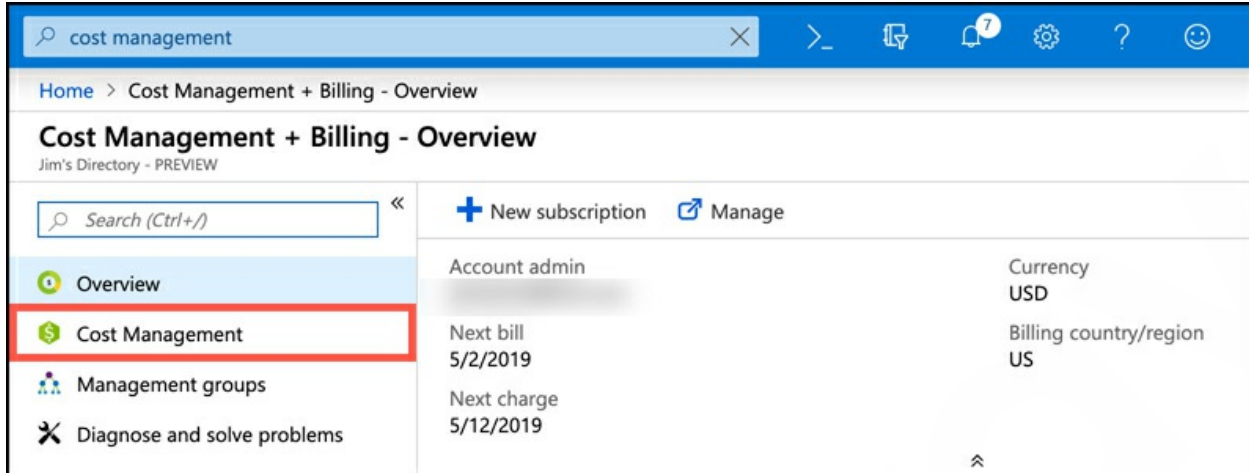 cost management
7
Home > Cost Management + Billing - Overview
Cost Management + Billing - Overview
Jim's Directory - PREVIEW
Search (Ctrl+/)
«
New subscription
Manage
Overview
Cost Management
Management groups
Diagnose and solve problems
Account admin
Next bill
5/2/2019
Next charge
5/12/2019
Currency
USD
Billing country/region
US